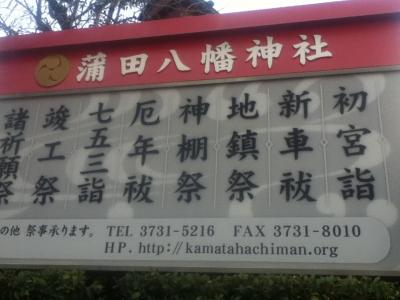 蒲田八幡神社
初宮詣
新車祓
地鎮祭
神棚祭
厄年祓
七五三詣
竣工祭
諸祈願祭
の他 祭事承ります。 TEL 3731-5216 FAX 3731-8010
HP. http://kamatahachiman.org